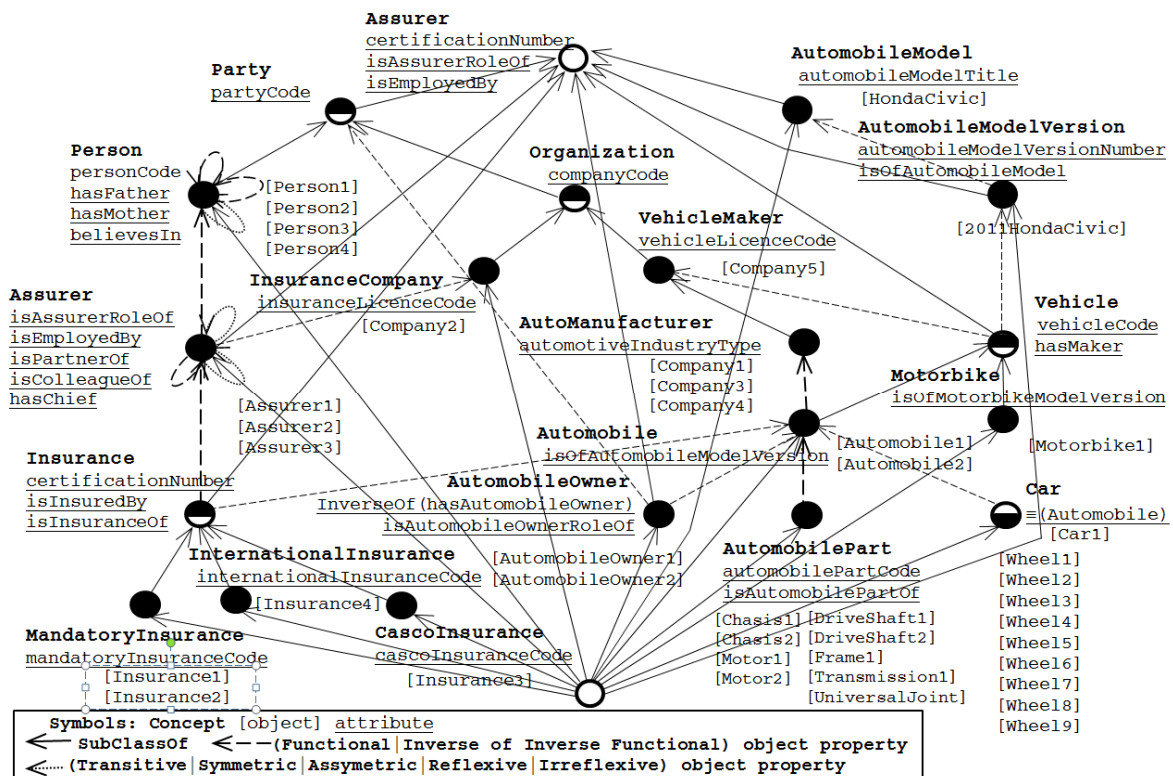 Assurer
certificationNumber
isAssurerRoleOf
isEmployedBy
Party
partyCode
AutomobileModel
automobileModelTitle
[HondaCivic]
AutomobileModelVersion
automobileModelVersionNumber
isOfAutomobileModel
[2011HondaCivic]
Person
personCode
hasFather
hasMother
believesIn
[Person1]
[Person2]
[Person3]
[Person4]
Organization
companyCode
VehicleMaker
vehicleLicenceCode
[Company5]
InsuranceCompany
insuranceLicenceCode
[Company2]
Assurer
isAssurerRoleOf
isEmployedBy
isPartnerOf
isColleagueOf
hasChief
[Assurer1]
[Assurer2]
[Assurer3]
AutoManufacturer
automotiveIndustryType
[Company1]
[Company3]
[Company4]
Vehicle
vehicleCode
hasMaker
Motorbike
isOfMotorbikeModelVersion
[Motorbike1]
Automobile
isOfAutomobileModelVersion
[Automobile1]
[Automobile2]
Insurance
certificationNumber
isInsuredBy
isInsuranceOf
AutomobileOwner
InverseOf(hasAutomobileOwner)
isAutomobileOwnerRoleOf
[AutomobileOwner1]
[AutomobileOwner2]
Car
≡(Automobile)
[Car1]
[Wheel1]
[Wheel2]
[Wheel3]
[Wheel4]
[Wheel5]
[Wheel6]
[Wheel7]
[Wheel8]
[Wheel9]
InternationalInsurance
internationalInsuranceCode
[Insurance4]
AutomobilePart
automobilePartCode
isAutomobilePartOf
[Chasis1]
[Chasis2]
[Motor1]
[Motor2]
[DriveShaft1]
[DriveShaft2]
[Frame1]
[Transmission1]
[UniversalJoint]
MandatoryInsurance
mandatoryInsuranceCode
[Insurance1]
[Insurance2]
CascoInsurance
cascoInsuranceCode
[Insurance3]
Symbols: Concept [object] attribute
SubClassOf (Functional|Inverse of Inverse Functional) object property
(Transitive|Symmetric|Assymetric|Reflexive|Irreflexive) object property